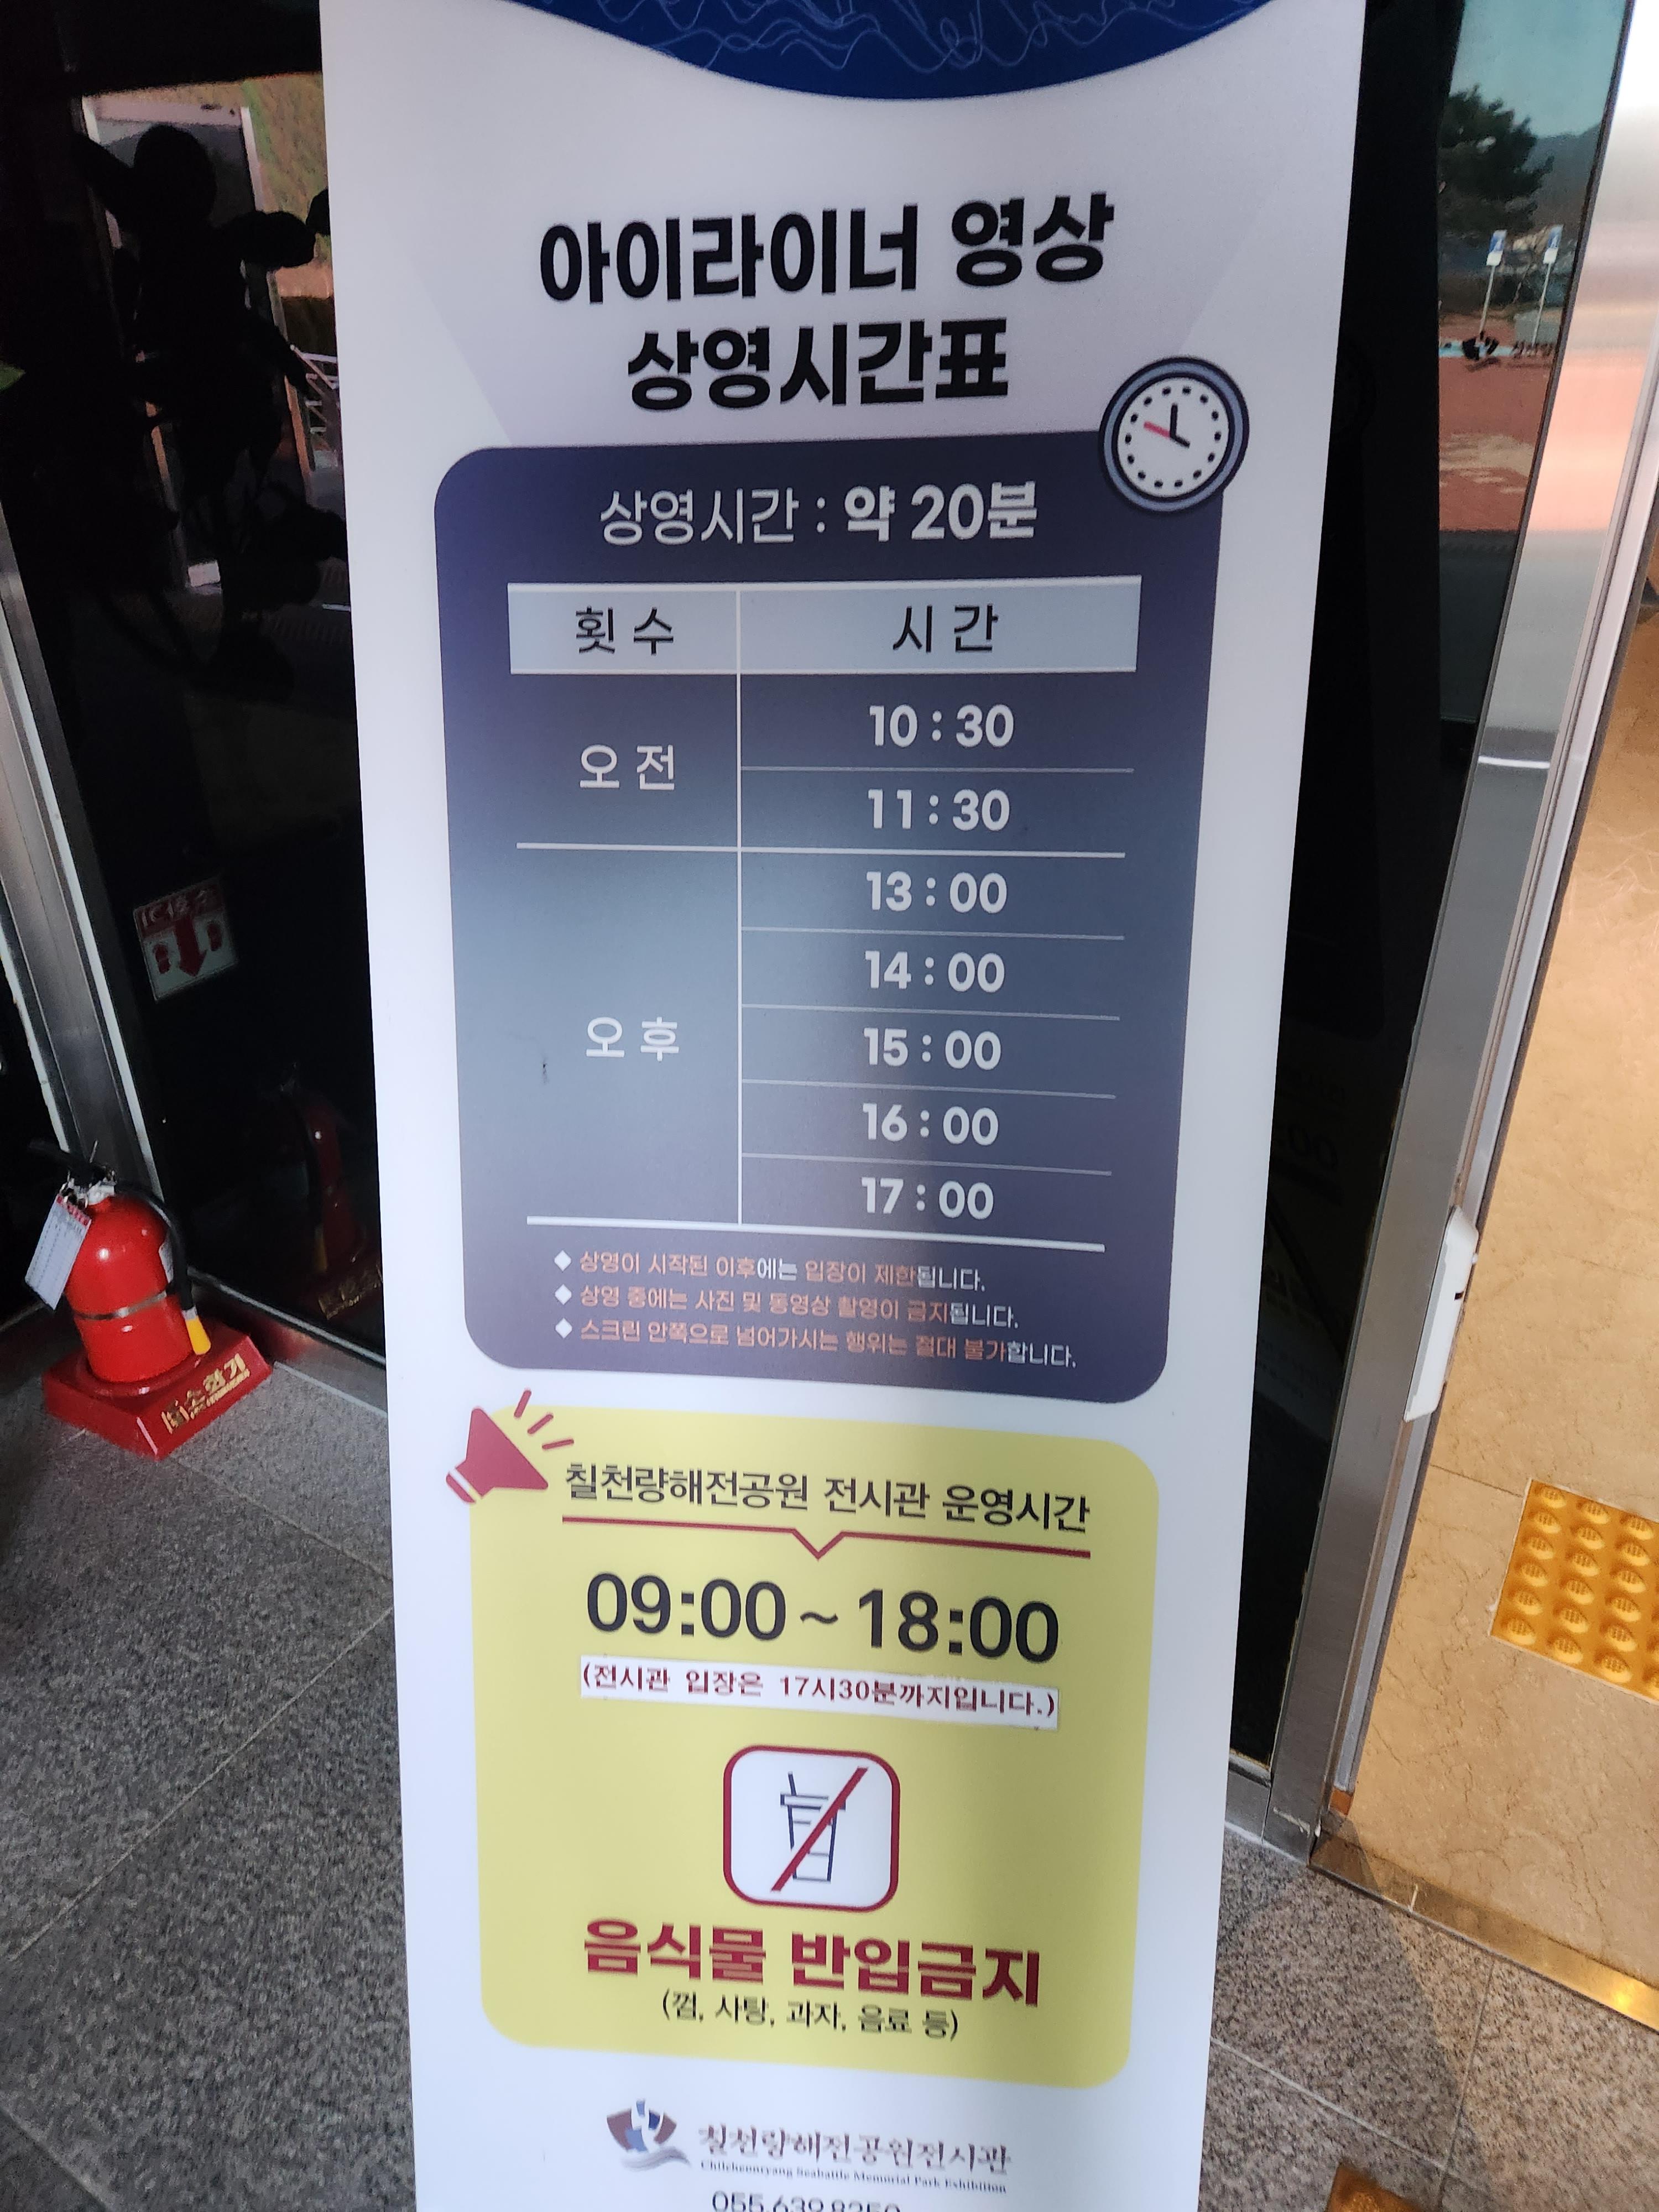 아이라이너 영상
상영시간표
상영시간 : 약 20분
횟 수 시 간
오 전
10 : 30
11 : 30
오 후
13 : 00
14 : 00
15 : 00
16 : 00
17 : 00
◆ 상영이 시작된 이후에는 입장이 제한됩니다.
◆ 상영 중에는 사진 및 동영상 촬영이 금지됩니다.
◆ 스크린 안쪽으로 넘어가시는 행위는 절대 불가합니다.
칠천량해전공원 전시관 운영시간
09:00 ~ 18:00
(전시관 입장은 17시30분까지입니다.)
음식물 반입금지
(껌, 사탕, 과자, 음료 등)
칠천량해전공원전시관
Chilcheonryang Seabattle Memorial Park Exhibition
소화기